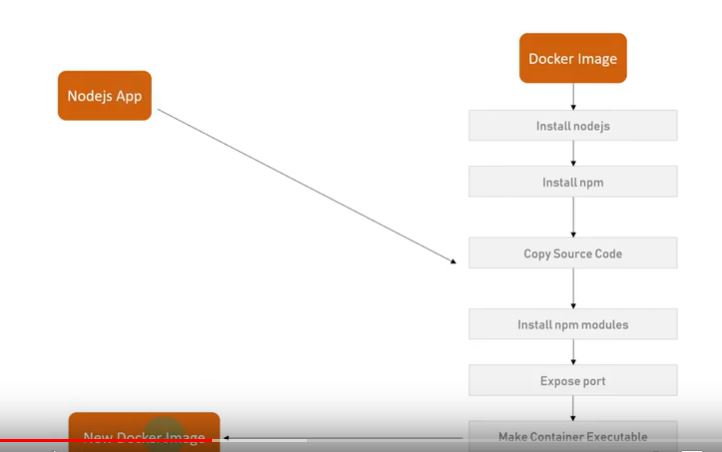 Docker Image
Nodejs App
Install nodejs
Install npm
Copy Source Code
Install npm modules
Expose port
Make Container Executable
New Docker Image